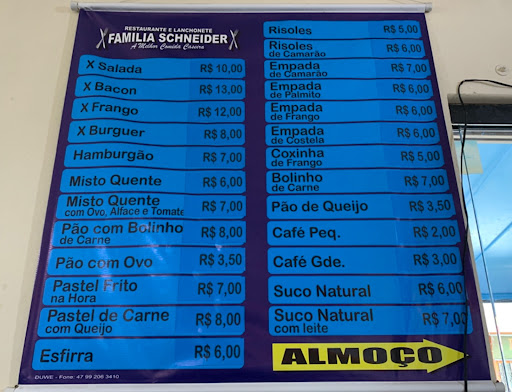 RESTAURANTE E LANCHONETE
FAMILIA SCHNEIDER
A Melhor Comida Caseira
X Salada R$ 10,00
X Bacon R$ 13,00
X Frango R$ 12,00
X Burguer R$ 8,00
Hamburgão R$ 7,00
Misto Quente R$ 6,00
Misto Quente R$ 7,00
com Ovo, Alface e Tomate
Pão com Bolinho R$ 8,00
de Carne
Pão com Ovo R$ 3,50
Pastel Frito R$ 7,00
na Hora
Pastel de Carne R$ 8,00
com Queijo
Esfirra R$ 6,00
DUWE - Fone: 47 99 206 3410
Risoles R$ 5,00
Risoles R$ 6,00
de Camarão
Empada R$ 7,00
de Camarão
Empada R$ 6,00
de Palmito
Empada R$ 6,00
de Frango
Empada R$ 6,00
de Costela
Coxinha R$ 5,00
de Frango
Bolinho R$ 7,00
de Carne
Pão de Queijo R$ 3,50
Café Peq. R$ 2,00
Café Gde. R$ 3,00
Suco Natural R$ 6,00
Suco Natural R$ 7,00
com leite
ALMOÇO